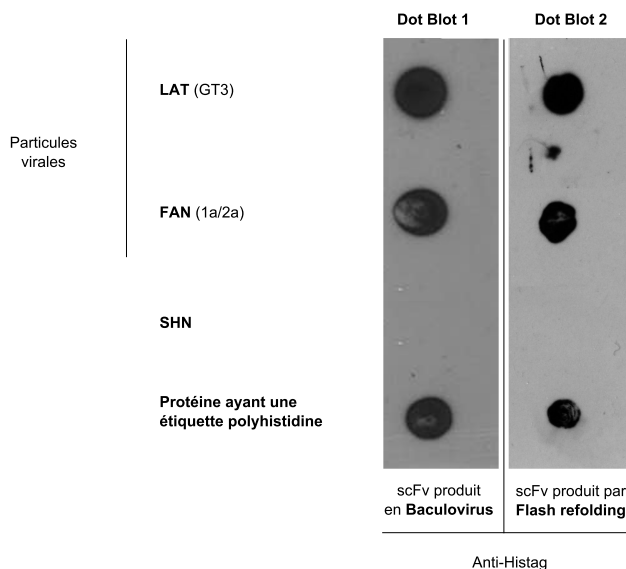 Dot Blot 1
Dot Blot 2
LAT (GT3)
Particules
virales
FAN (1a/2a)
SHN
Protéine ayant une
étiquette polyhistidine
scFv produit
en Baculovirus
scFv produit par
Flash refolding
Anti-Histag